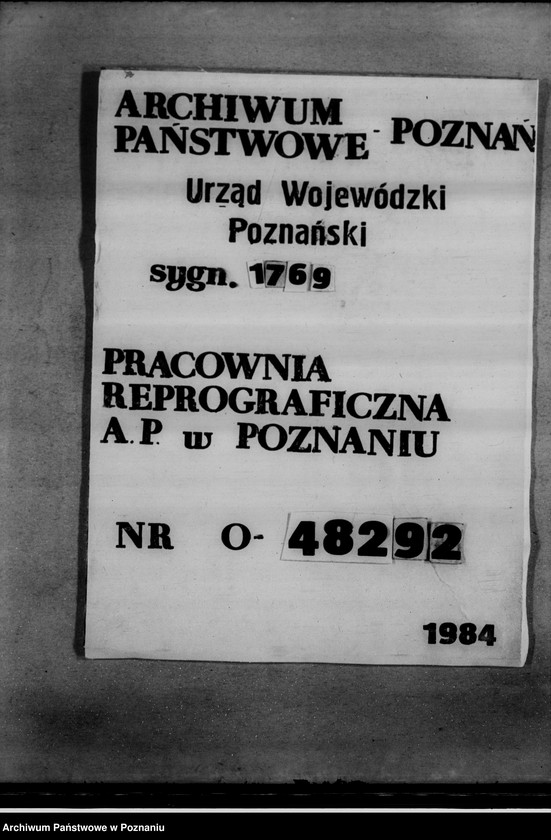 ARCHIWUM
PAŃSTWOWE - POZNAŃ
Urząd Wojewódzki
Poznański
sygn. 1769
PRACOWNIA
REPROGRAFICZNA
A.P. w POZNANIU
NR O- 48292
1984
Archiwum Państwowe w Poznaniu